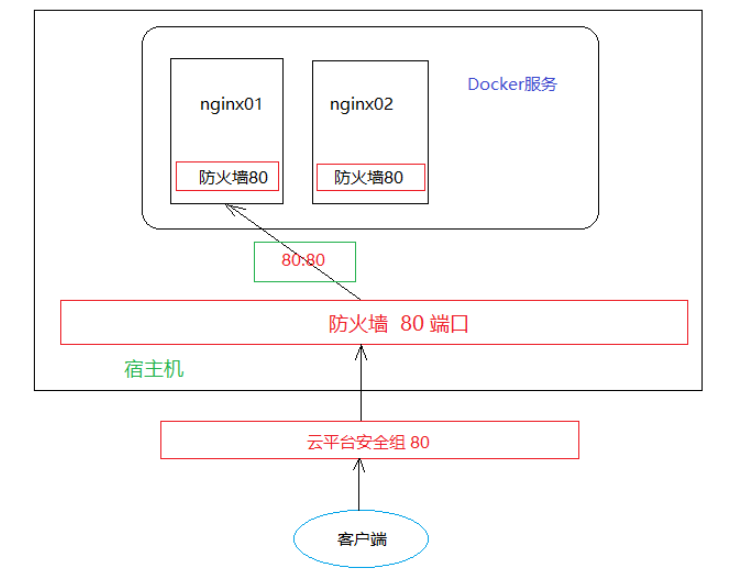 Docker服务
nginx01
nginx02
防火墙80
防火墙80
80:80
防火墙 80 端口
宿主机
云平台安全组 80
客户端